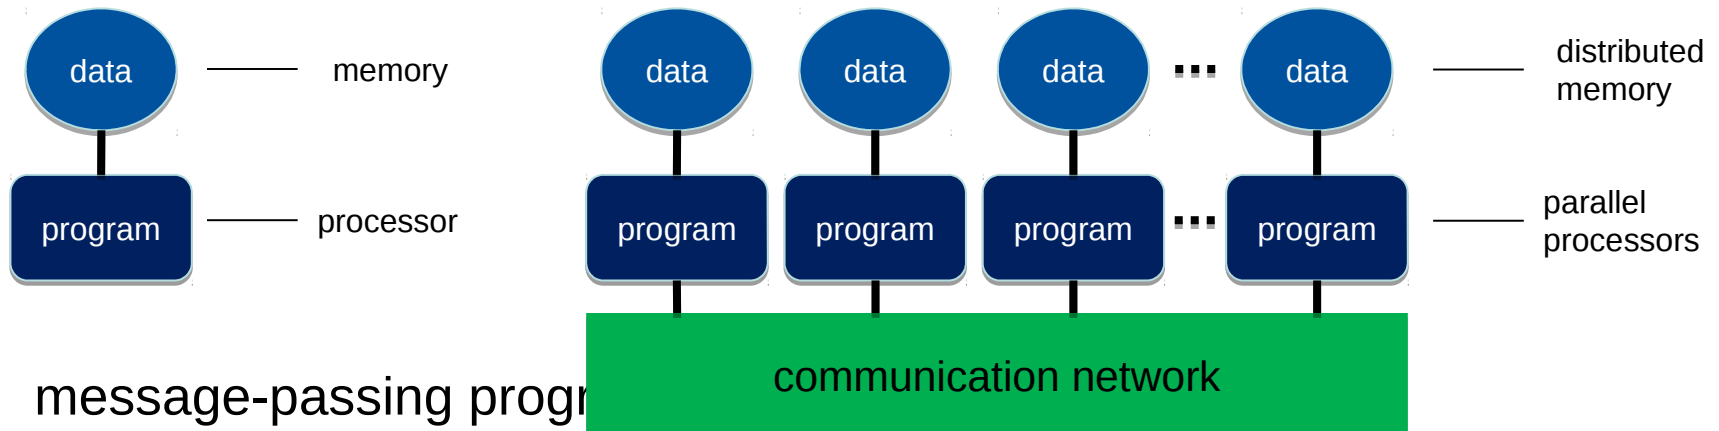 data
memory
data
data
data
...
data
distributed
memory
program
processor
program
program
program
...
program
parallel
processors
communication network
message-passing